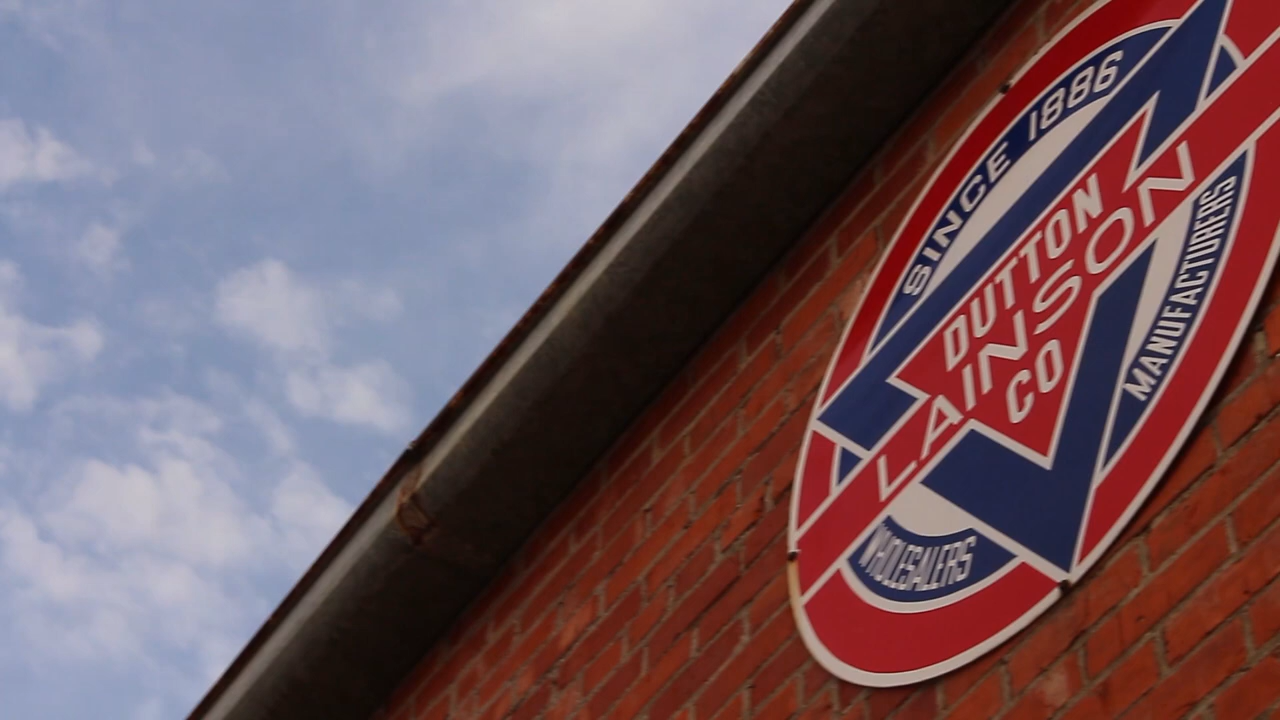 SINCE 1886
DUTTON
LAINSON
CO
MANUFACTURERS
WHOLESALERS